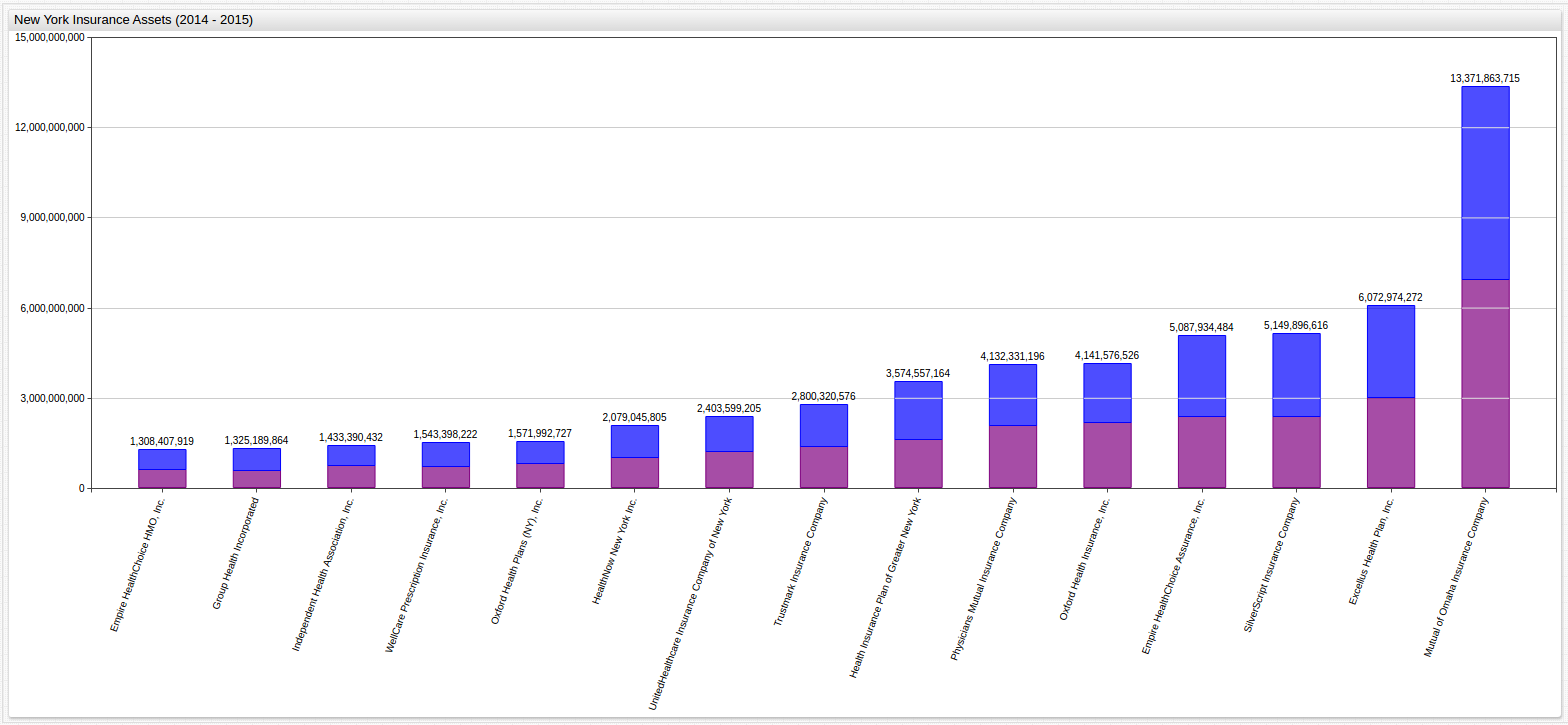 New York Insurance Assets (2014 - 2015)
15,000,000,000
12,000,000,000
9,000,000,000
6,000,000,000
3,000,000,000
0
1,308,407,919
1,325,189,864
1,433,390,432
1,543,398,222
1,571,992,727
2,079,045,805
2,403,599,205
2,800,320,576
3,574,557,164
4,132,331,196
4,141,576,526
5,087,934,484
5,149,896,616
6,072,974,272
13,371,863,715
Empire HealthChoice HMO, Inc.
Group Health Incorporated
Independent Health Association, Inc.
WellCare Prescription Insurance, Inc.
Oxford Health Plans (NY), Inc.
HealthNow New York Inc.
UnitedHealthcare Insurance Company of New York
Trustmark Insurance Company
Health Insurance Plan of Greater New York
Physicians Mutual Insurance Company
Oxford Health Insurance, Inc.
Empire HealthChoice Assurance, Inc.
SilverScript Insurance Company
Excellus Health Plan, Inc.
Mutual of Omaha Insurance Company